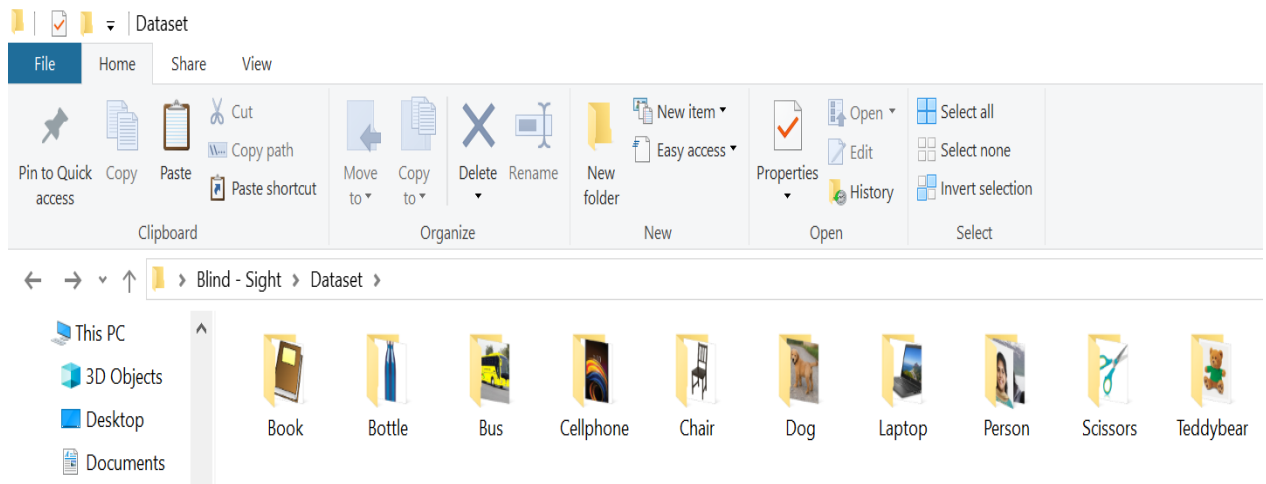 Dataset
File Home Share View
Pin to Quick access
Copy
Paste
Cut
Copy path
Paste shortcut
Clipboard
Move to
Copy to
Delete
Rename
Organize
New folder
New item
Easy access
New
Properties
Open
Edit
History
Open
Select all
Select none
Invert selection
Select
Blind - Sight > Dataset >
This PC
3D Objects
Desktop
Documents
Book Bottle Bus Cellphone Chair Dog Laptop Person Scissors Teddybear